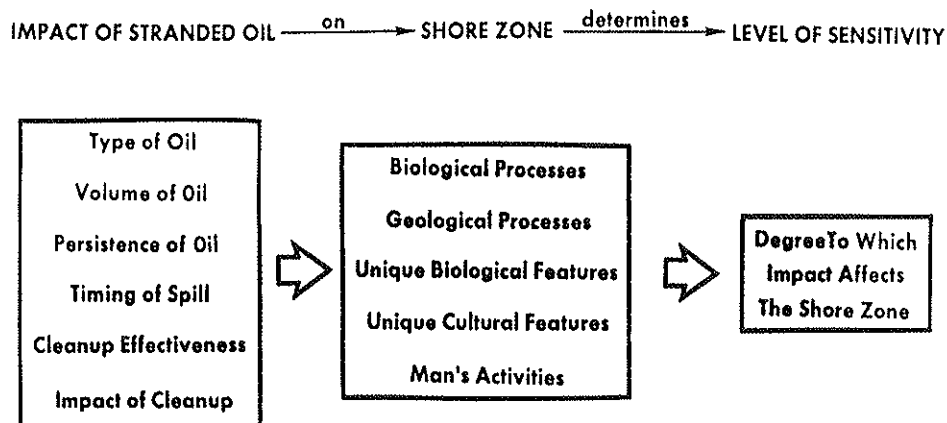 IMPACT OF STRANDED OIL on SHORE ZONE determines LEVEL OF SENSITIVITY
Type of Oil
Volume of Oil
Persistence of Oil
Timing of Spill
Cleanup Effectiveness
Impact of Cleanup
Biological Processes
Geological Processes
Unique Biological Features
Unique Cultural Features
Man's Activities
DegreeTo Which
Impact Affects
The Shore Zone